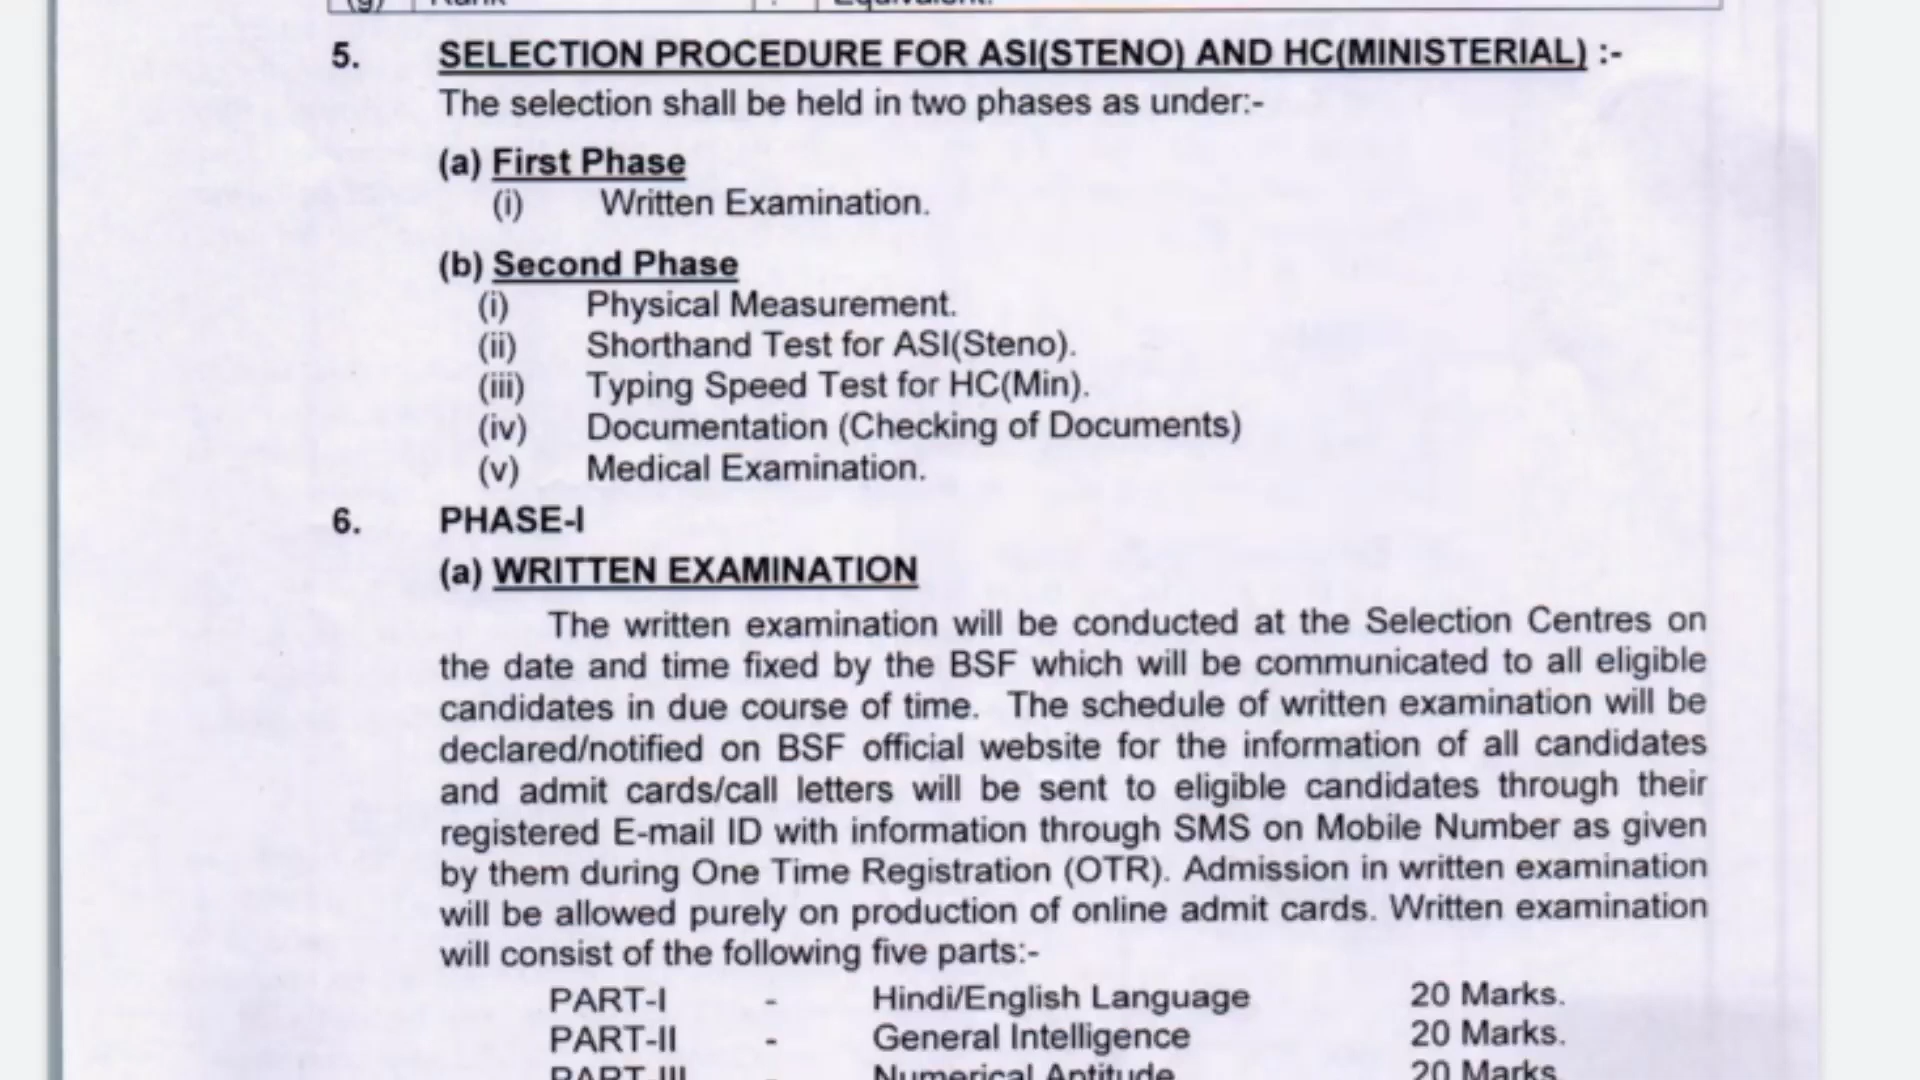 (g) Rank : Equivalent.
5. SELECTION PROCEDURE FOR ASI(STENO) AND HC(MINISTERIAL) :-
The selection shall be held in two phases as under:-
(a) First Phase
(i) Written Examination.
(b) Second Phase
(i) Physical Measurement.
(ii) Shorthand Test for ASI(Steno).
(iii) Typing Speed Test for HC(Min).
(iv) Documentation (Checking of Documents)
(v) Medical Examination.
6. PHASE-I
(a) WRITTEN EXAMINATION
The written examination will be conducted at the Selection Centres on
the date and time fixed by the BSF which will be communicated to all eligible
candidates in due course of time. The schedule of written examination will be
declared/notified on BSF official website for the information of all candidates
and admit cards/call letters will be sent to eligible candidates through their
registered E-mail ID with information through SMS on Mobile Number as given
by them during One Time Registration (OTR). Admission in written examination
will be allowed purely on production of online admit cards. Written examination
will consist of the following five parts:-
PART-I - Hindi/English Language 20 Marks.
PART-II - General Intelligence 20 Marks.
PART-III - Numerical Aptitude 20 Marks